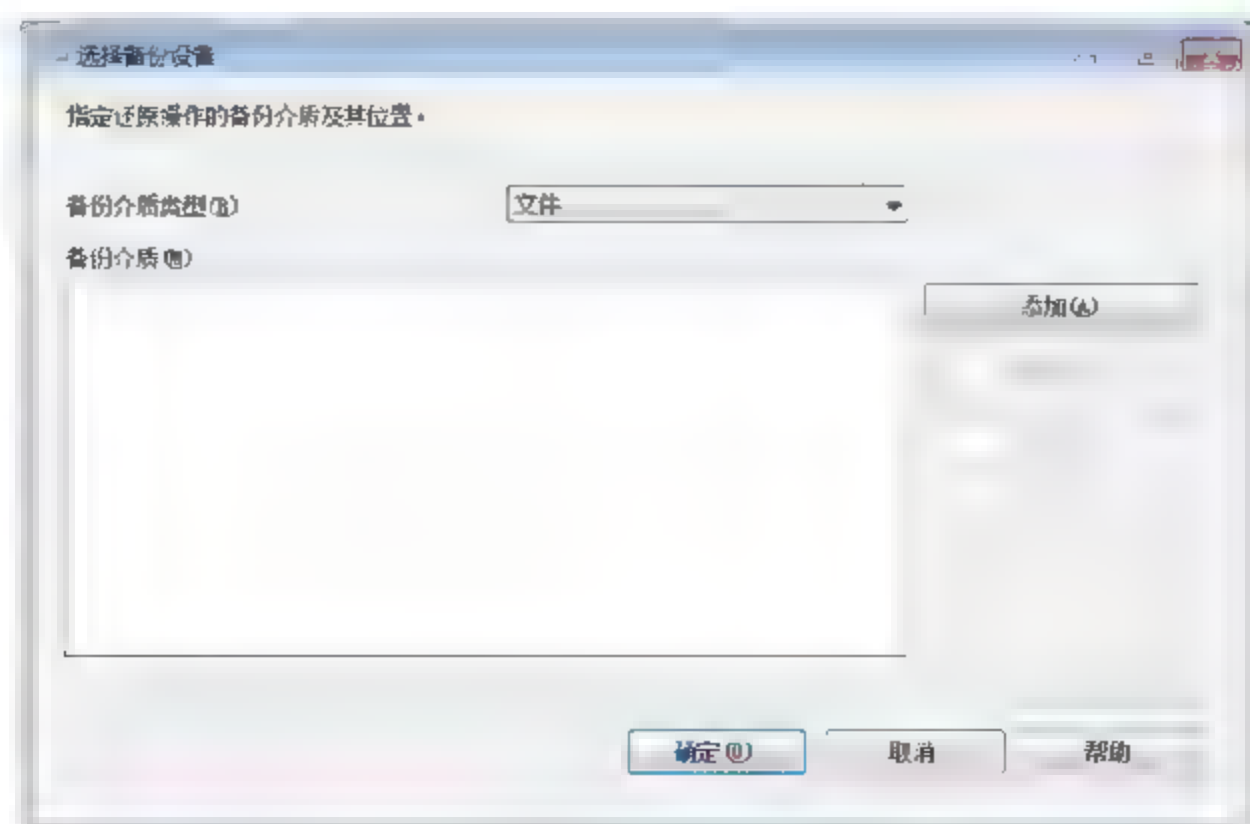 选择备份设备
指定还原操作的备份介质及其位置。
备份介质类型(B)
文件
备份介质(M)
添加(A)
确定(O)
取消
帮助